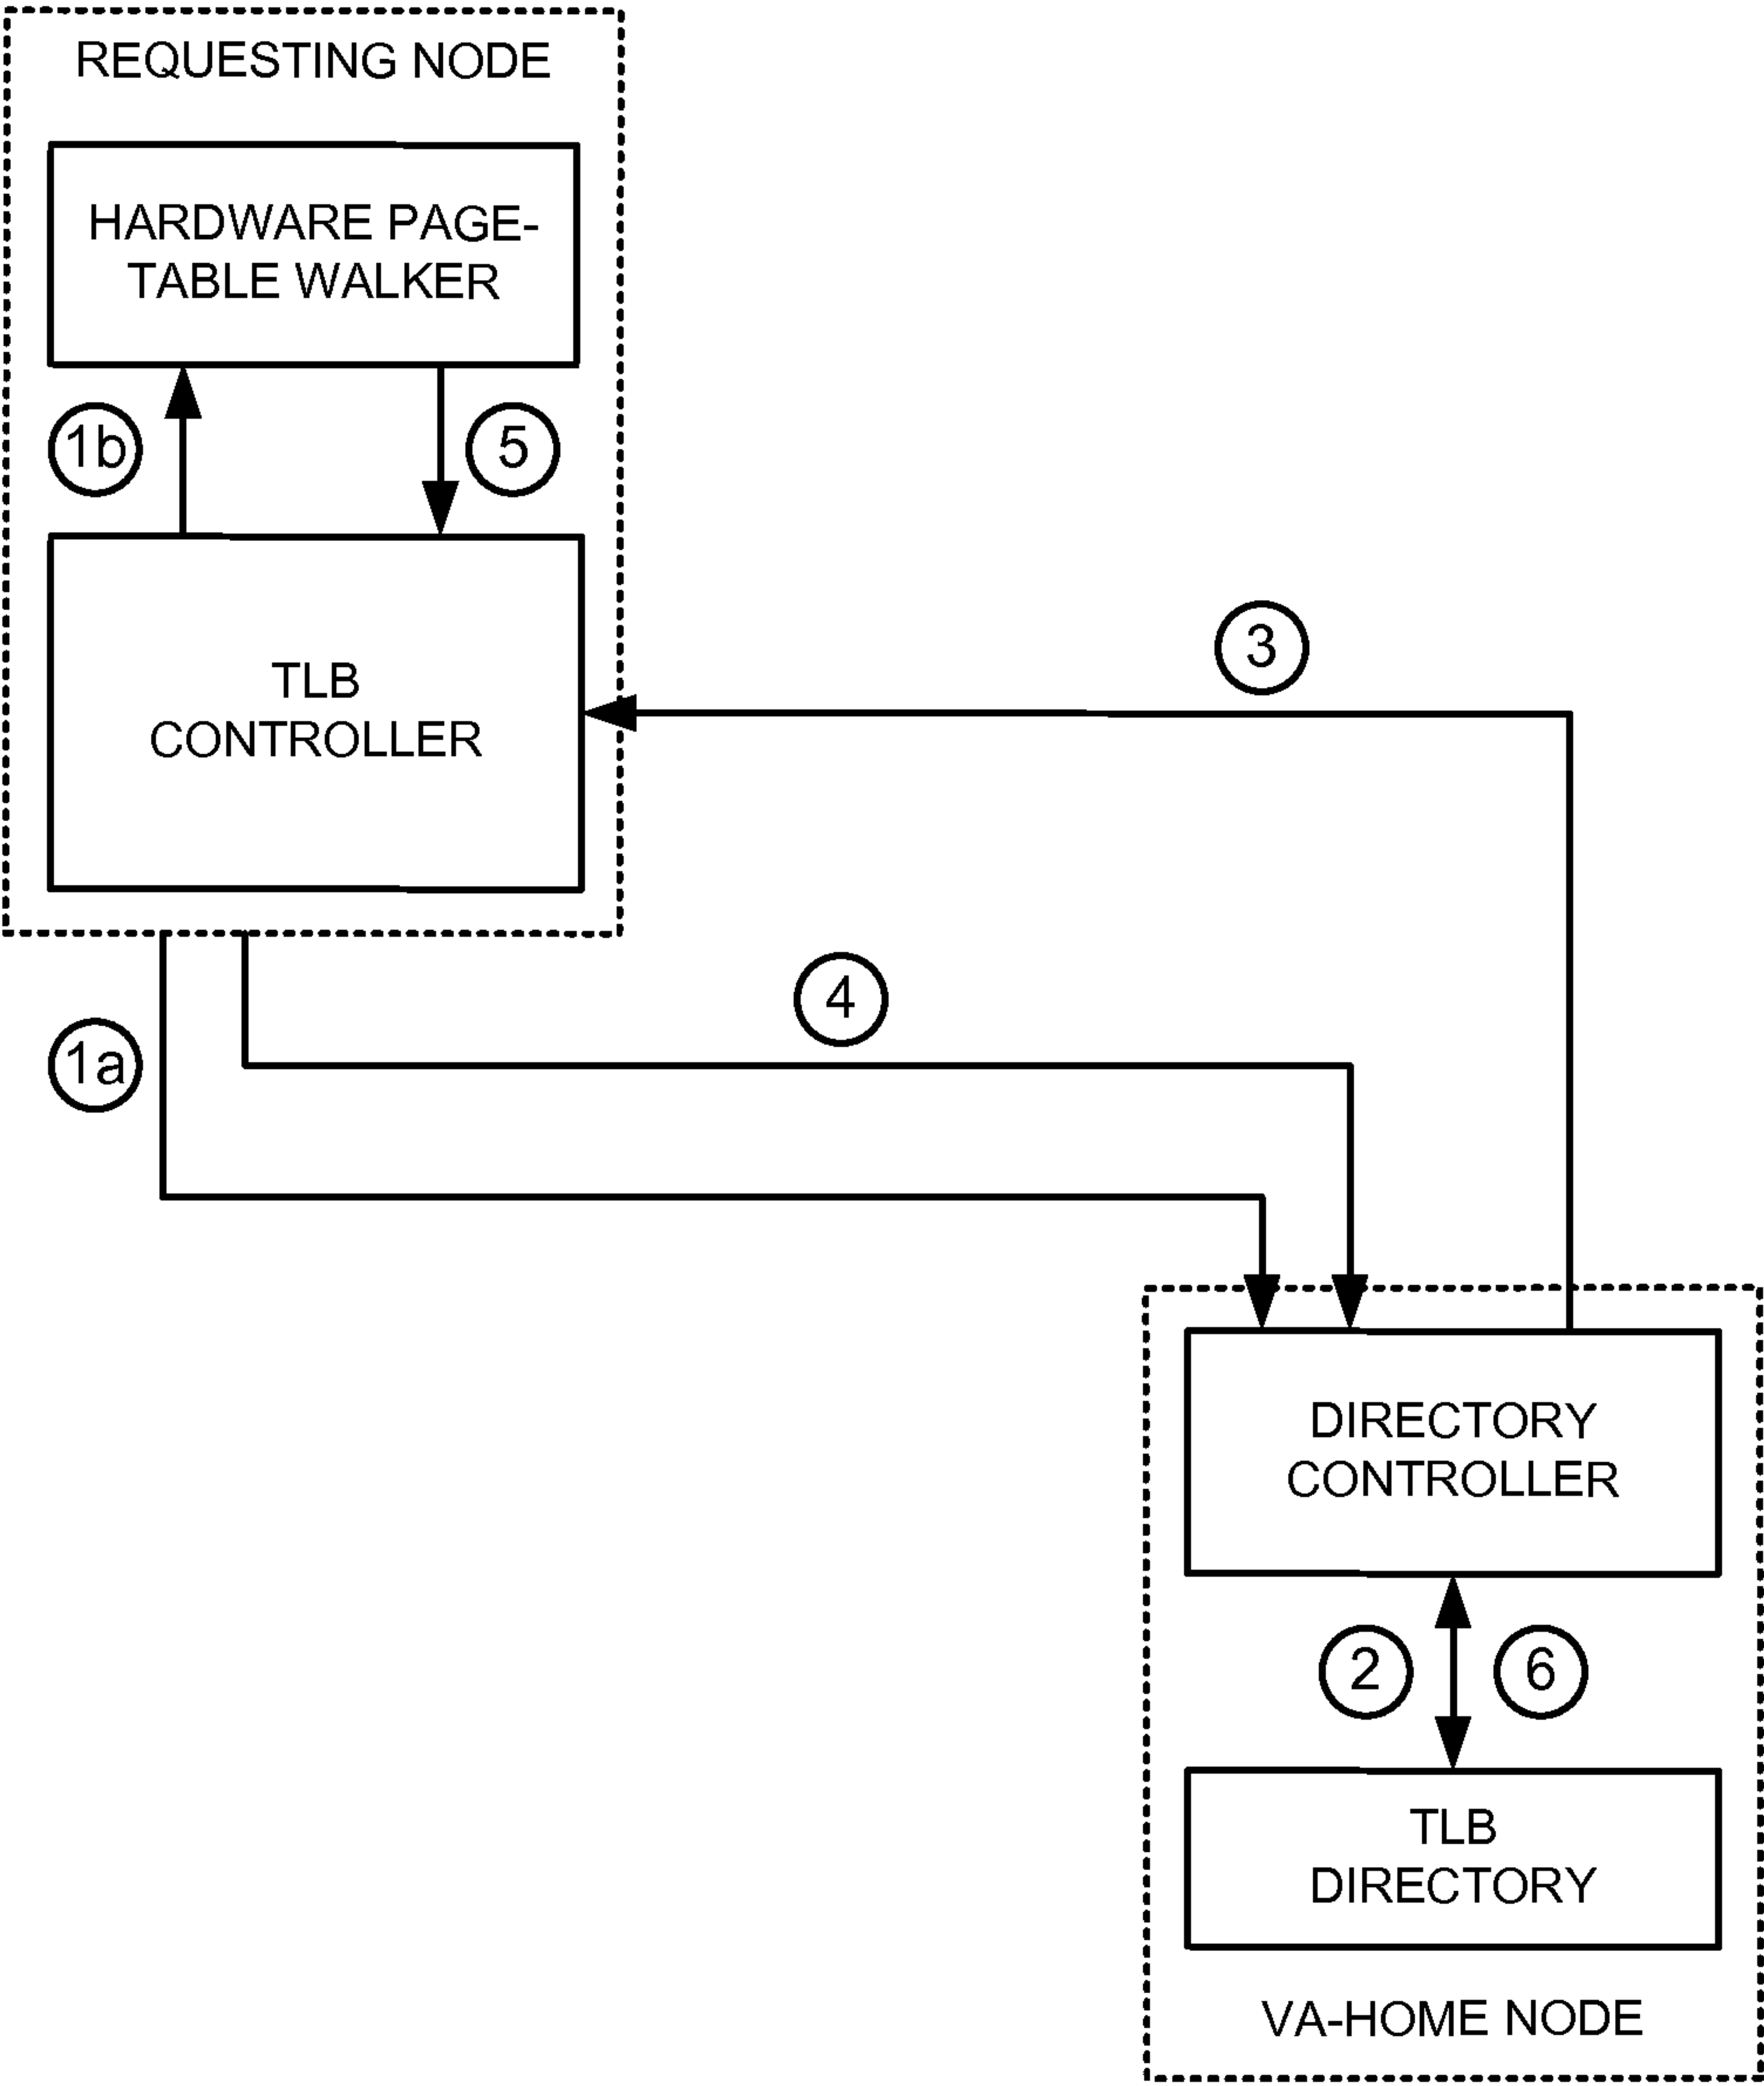 REQUESTING NODE
HARDWARE PAGE-
TABLE WALKER
1b
5
TLB
CONTROLLER
3
4
1a
DIRECTORY
CONTROLLER
2
6
TLB
DIRECTORY
VA-HOME NODE